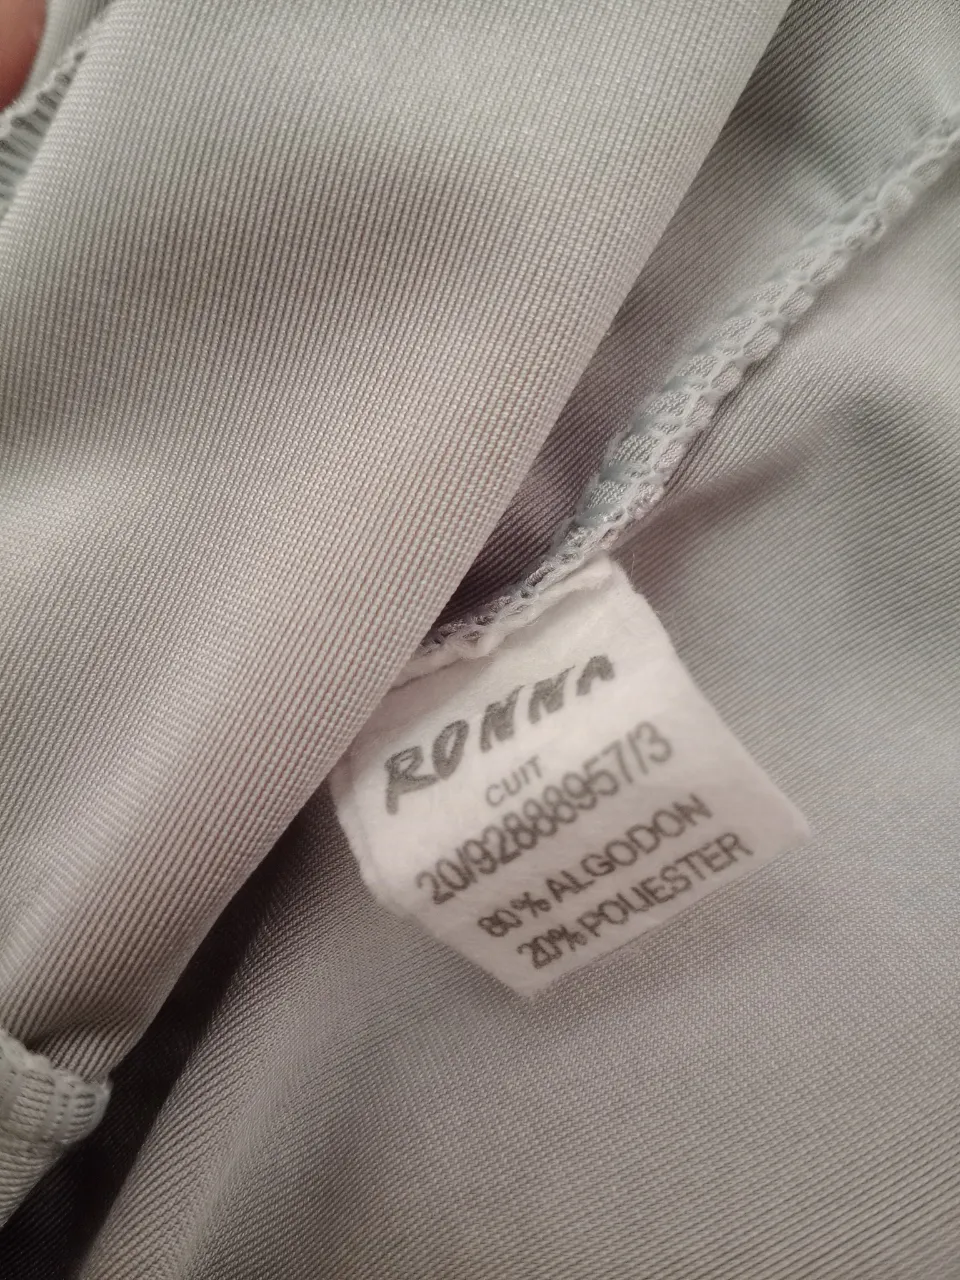 RONNA
CUIT
20/92888957/3
80% ALGODON
20% POLIESTER